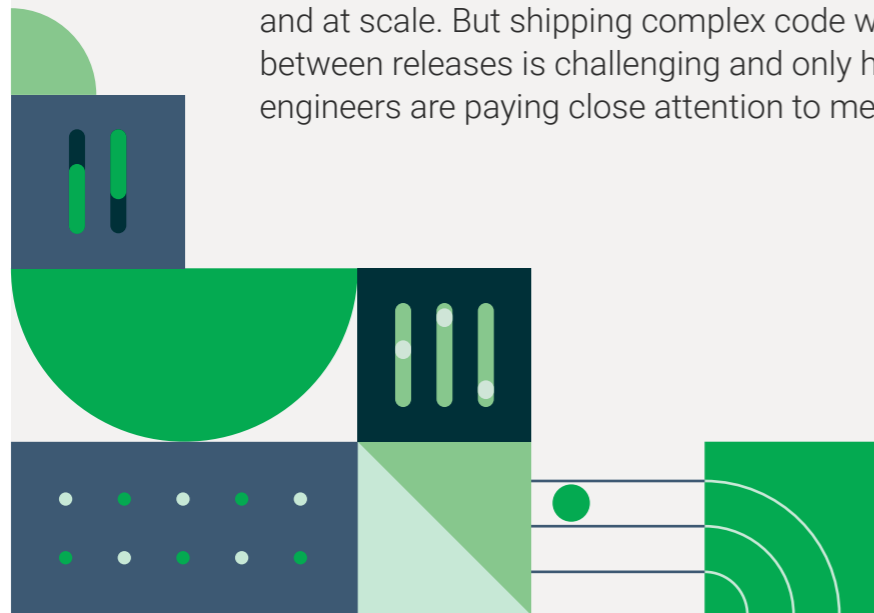 and at scale. But shipping complex code w
between releases is challenging and only h
engineers are paying close attention to me